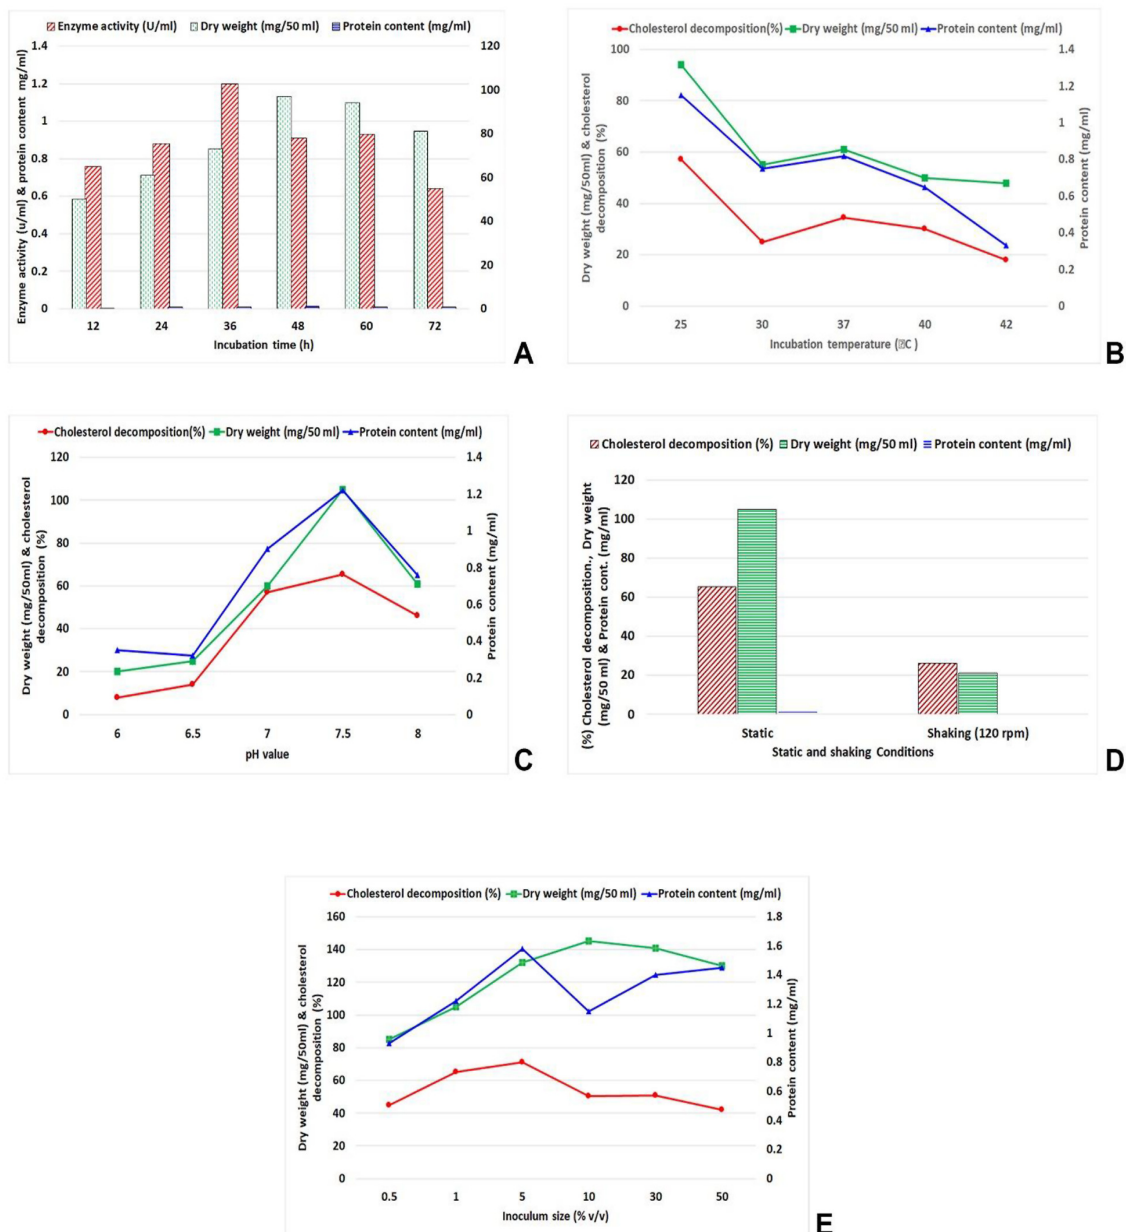 Enzyme activity (U/ml) Dry weight (mg/50 ml) Protein content (mg/ml)
Enzyme activity (u/ml) & protein content mg/ml)
1.4 1.2 1 0.8 0.6 0.4 0.2 0
120 100 80 60 40 20 0
12 24 36 48 60 72
Incubation time (h)
A
Cholesterol decomposition(%) Dry weight (mg/50 ml) Protein content (mg/ml)
Dry weight (mg/50ml) & cholesterol
decomposition (%)
100 80 60 40 20 0
1.4 1.2 1 0.8 0.6 0.4 0.2 0
Protein content (mg/ml)
25 30 37 40 42
Incubation temperature (⍰C )
B
Cholesterol decomposition(%) Dry weight (mg/50 ml) Protein content (mg/ml)
Dry weight (mg/50ml) & cholesterol
decomposition (%)
120 100 80 60 40 20 0
1.4 1.2 1 0.8 0.6 0.4 0.2 0
Protein content (mg/ml)
6 6.5 7 7.5 8
pH value
C
Cholesterol decomposition (%) Dry weight (mg/50 ml) Protein content (mg/ml)
(%) Cholesterol decomposition., Dry weight
(mg/50 ml) & Protein cont. (mg/ml)
120 100 80 60 40 20 0
Static Shaking (120 rpm)
Static and shaking Conditions
D
Cholesterol decomposition (%) Dry weight (mg/50 ml) Protein content (mg/ml)
Dry weight (mg/50ml) & cholesterol
decomposition (%)
160 140 120 100 80 60 40 20 0
1.8 1.6 1.4 1.2 1 0.8 0.6 0.4 0.2 0
Protein content (mg/ml)
0.5 1 5 10 30 50
Inoculum size (% v/v)
E